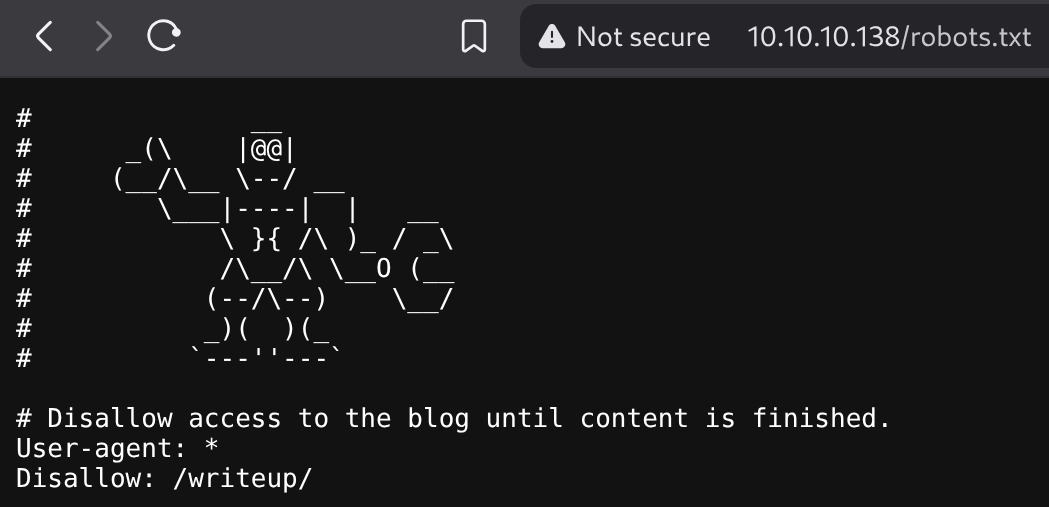 Not secure 10.10.10.138/robots.txt
#                __
#       _(\     |@@|
#      (__/\__  \--/ __
#         \___|----|  |   __
#             \ }{ /\ )_ / _\
#             /\__/\ \__O (__
#            (--/\--)    \__/
#            _)(  )(_
#           `---''---`
# Disallow access to the blog until content is finished.
User-agent: *
Disallow: /writeup/